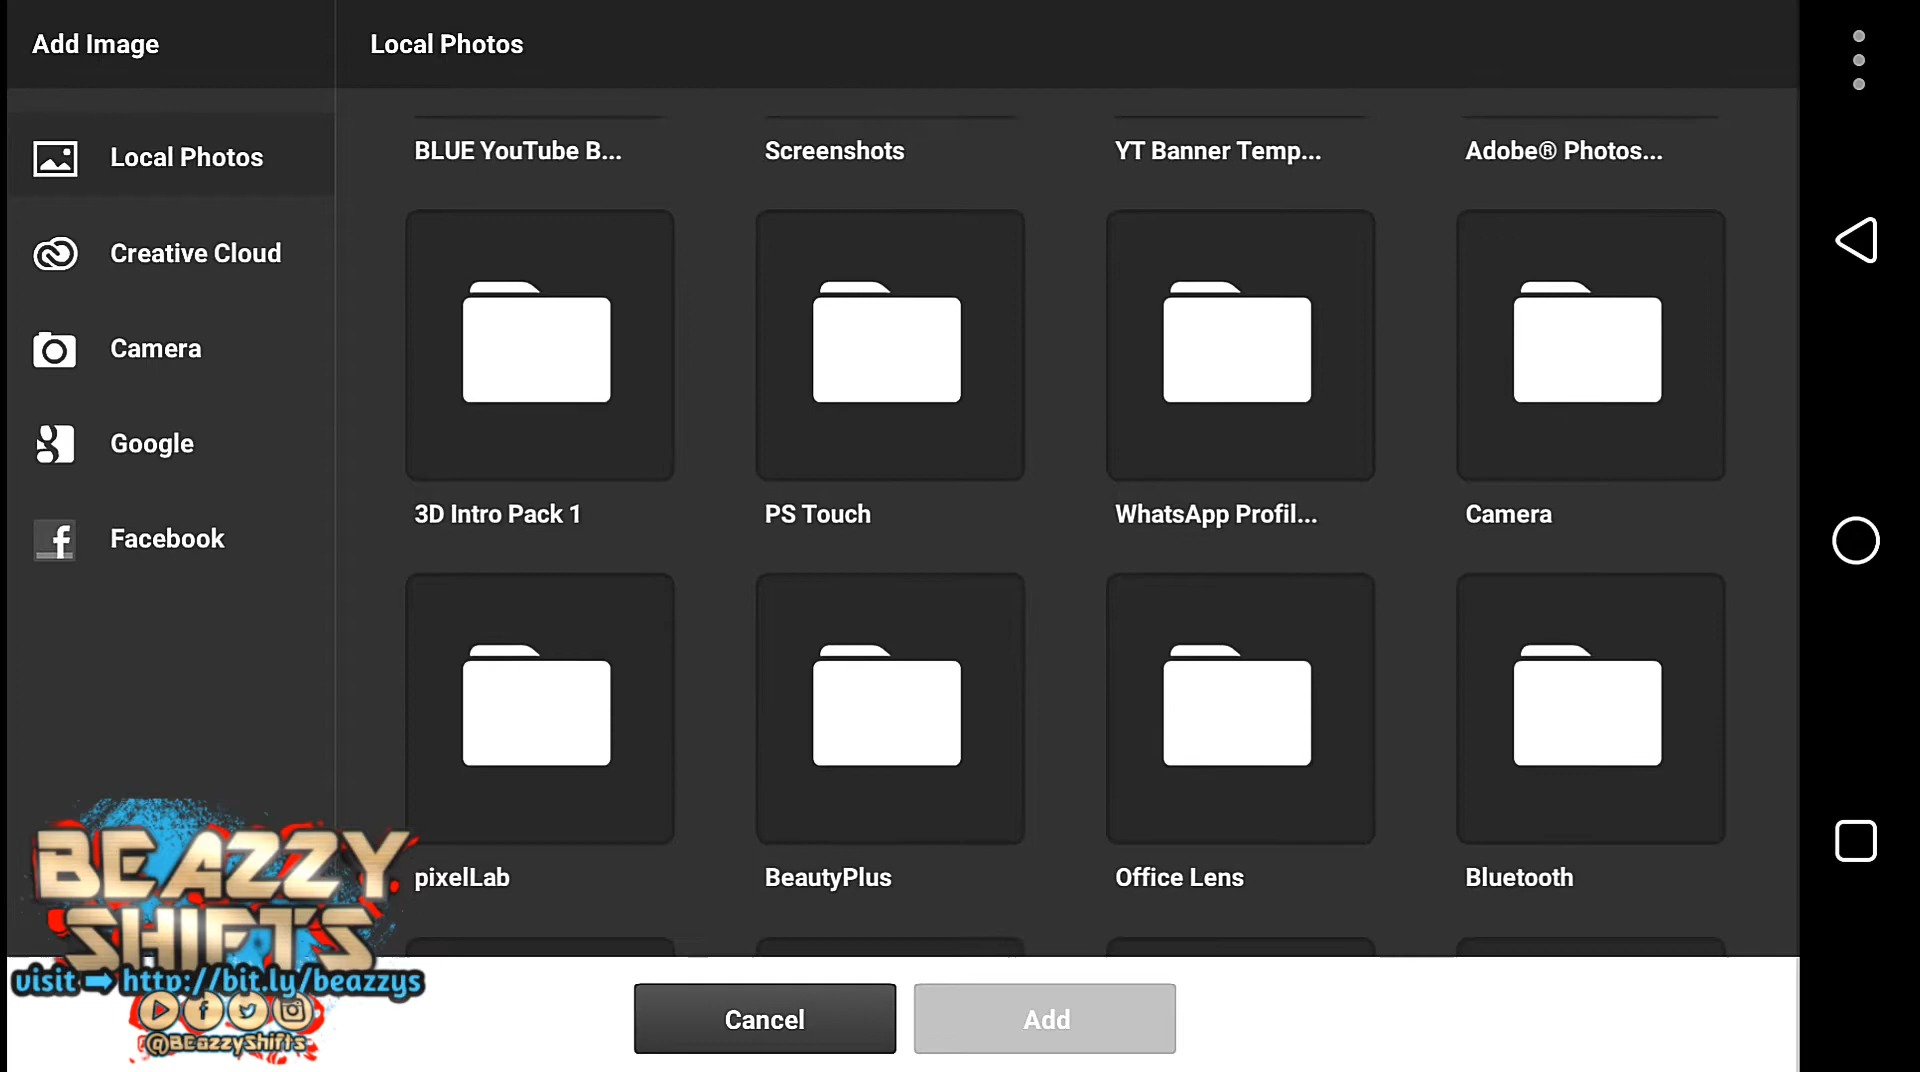 Add Image
Local Photos
Local Photos
Creative Cloud
Camera
Google
Facebook
BLUE YouTube B...
Screenshots
YT Banner Temp...
Adobe® Photos...
3D Intro Pack 1
PS Touch
WhatsApp Profil...
Camera
pixelLab
BeautyPlus
Office Lens
Bluetooth
BEAZZY
SHIFTS
visit ➡ http://bit.ly/beazzys
@BEazzyShifts
Cancel
Add